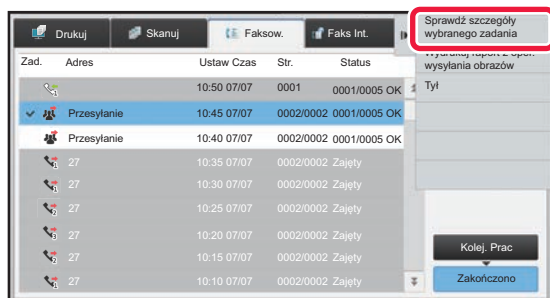 Drukuj
Skanuj
Faksow.
Faks Int.
Sprawdź szczegóły
wybranego zadania
wysyłania obrazów
Tył
Zad. Adres Ustaw Czas Str. Status
10:50 07/07 0001 0001/0005 OK
Przesyłanie 10:45 07/07 0002/0002 0001/0005 OK
Przesyłanie 10:40 07/07 0002/0002 0001/0005 OK
27 10:35 07/07 0002/0002 Zajęty
27 10:30 07/07 0002/0002 Zajęty
27 10:25 07/07 0002/0002 Zajęty
27 10:20 07/07 0002/0002 Zajęty
27 10:15 07/07 0002/0002 Zajęty
27 10:10 07/07 0002/0002 Zajęty
Kolej. Prac
Zakończono